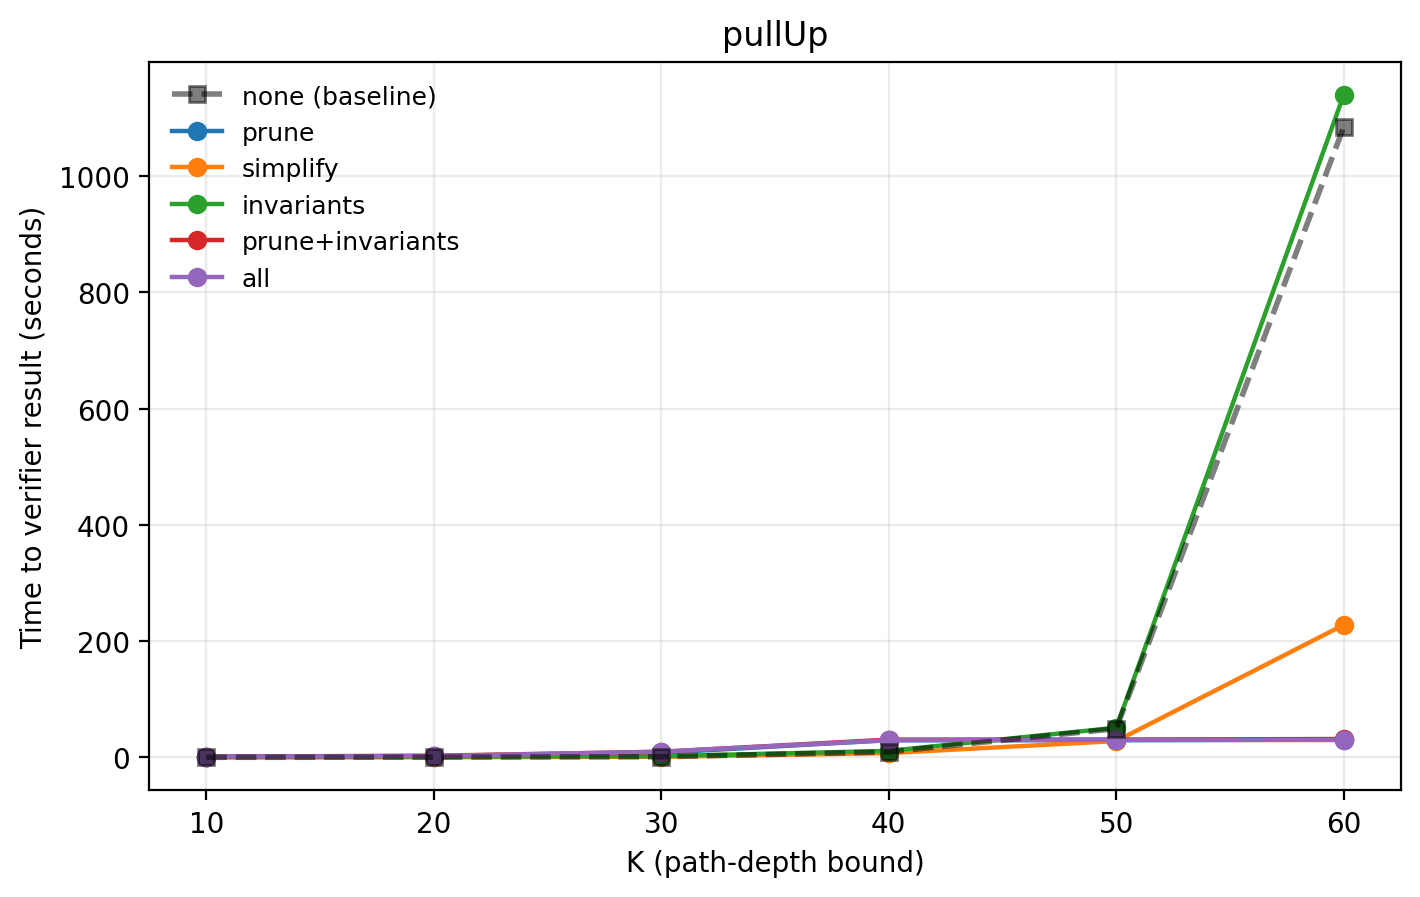 pullUp
none (baseline)
prune
simplify
invariants
prune+invariants
all
Time to verifier result (seconds)
1000
800
600
400
200
0
10 20 30 40 50 60
K (path-depth bound)